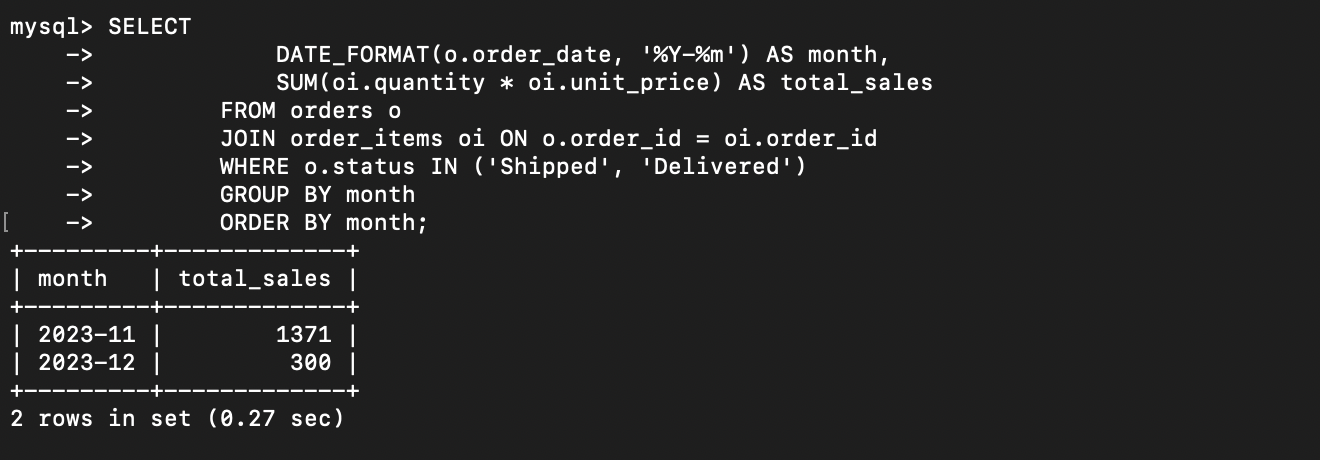 mysql> SELECT
    ->             DATE_FORMAT(o.order_date, '%Y-%m') AS month,
    ->             SUM(oi.quantity * oi.unit_price) AS total_sales
    ->         FROM orders o
    ->         JOIN order_items oi ON o.order_id = oi.order_id
    ->         WHERE o.status IN ('Shipped', 'Delivered')
    ->         GROUP BY month
[    ->         ORDER BY month;
+---------+-------------+
| month   | total_sales |
+---------+-------------+
| 2023-11 |        1371 |
| 2023-12 |         300 |
+---------+-------------+
2 rows in set (0.27 sec)